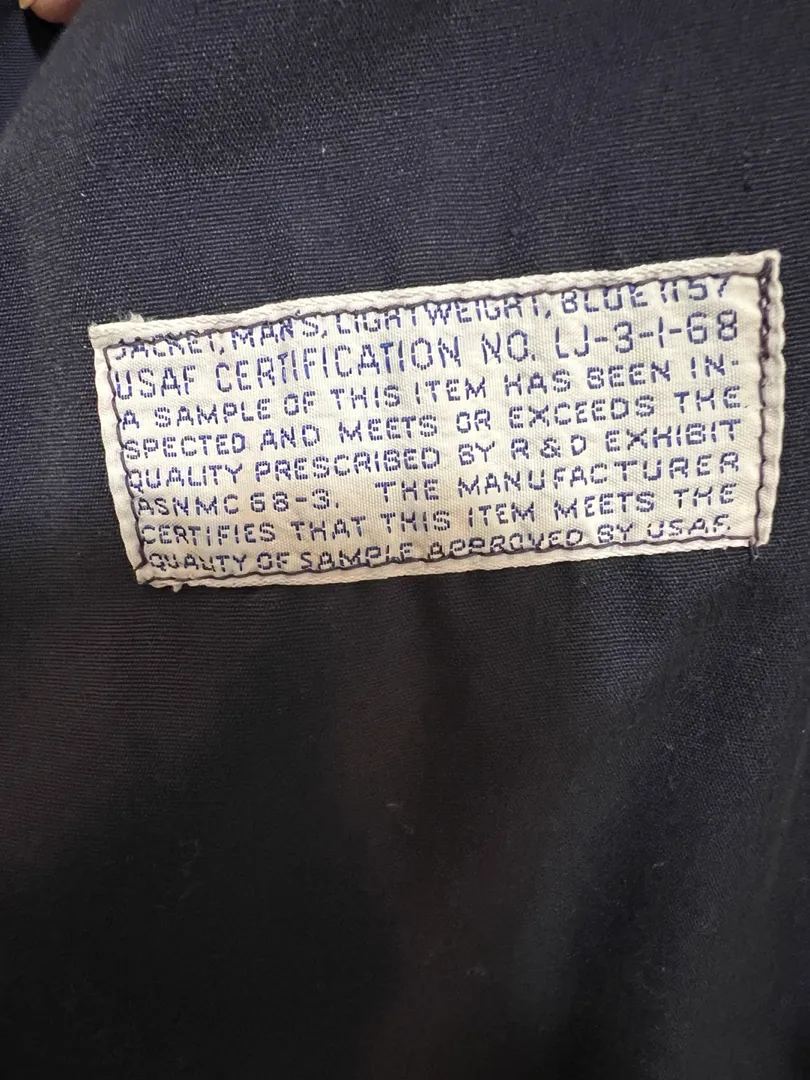 JACKET, MAN'S, LIGHTWEIGHT, BLUE 1157
USAF CERTIFICATION NO. LJ-3-1-68
A SAMPLE OF THIS ITEM HAS BEEN IN-
SPECTED AND MEETS OR EXCEEDS THE
QUALITY PRESCRIBED BY R & D EXHIBIT
ASNMC 68-3. THE MANUFACTURER
CERTIFIES THAT THIS ITEM MEETS THE
QUALITY OF SAMPLE APPROVED BY USAF.